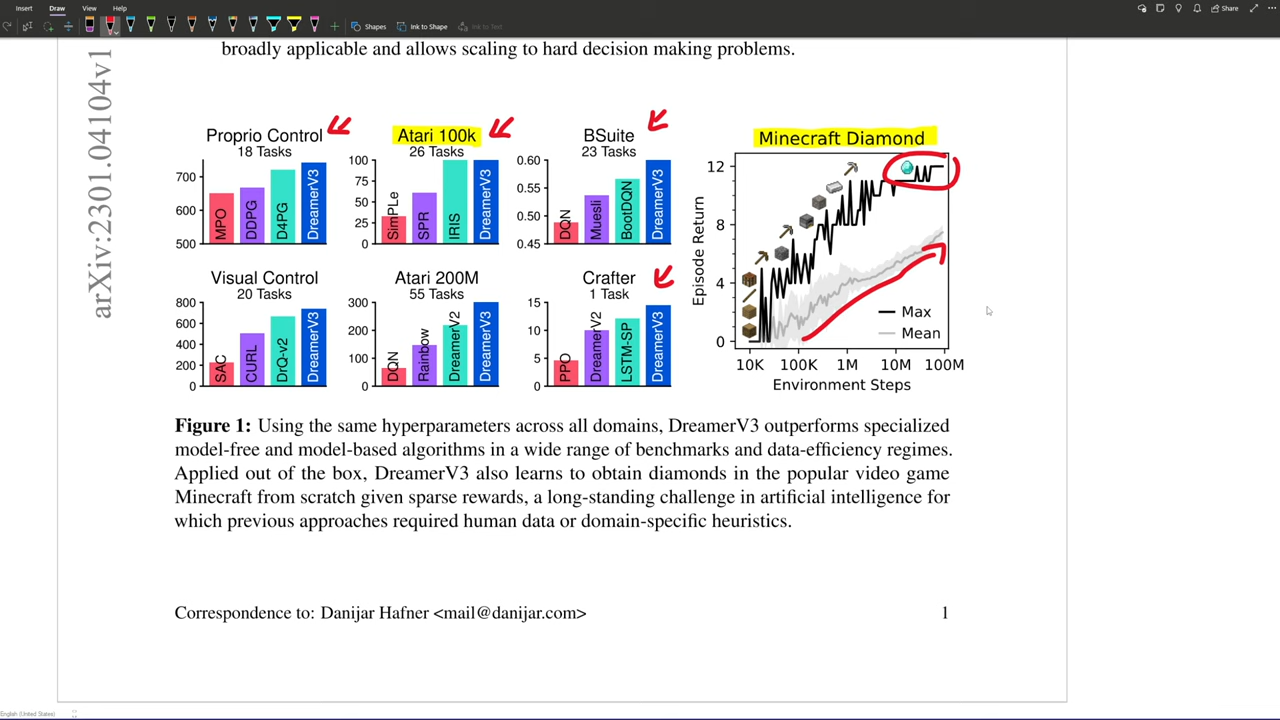 Insert Draw View Help
Share
Shapes Ink to Shape Ink to Text
broadly applicable and allows scaling to hard decision making problems.
arXiv:2301.04104v1
Proprio Control
18 Tasks
700
600
500
MPO
DDPG
D4PG
DreamerV3
Atari 100k
26 Tasks
100
75
50
25
0
SimPLe
SPR
IRIS
DreamerV3
BSuite
23 Tasks
0.60
0.55
0.50
0.45
DQN
Muesli
BootDQN
DreamerV3
Visual Control
20 Tasks
800
600
400
200
0
SAC
CURL
DrQ-v2
DreamerV3
Atari 200M
55 Tasks
300
200
100
0
DQN
Rainbow
DreamerV2
DreamerV3
Crafter
1 Task
15
10
5
0
PPO
DreamerV2
LSTM-SP
DreamerV3
Minecraft Diamond
Episode Return
12
8
4
0
Max
Mean
10K 100K 1M 10M 100M
Environment Steps
Figure 1: Using the same hyperparameters across all domains, DreamerV3 outperforms specialized
model-free and model-based algorithms in a wide range of benchmarks and data-efficiency regimes.
Applied out of the box, DreamerV3 also learns to obtain diamonds in the popular video game
Minecraft from scratch given sparse rewards, a long-standing challenge in artificial intelligence for
which previous approaches required human data or domain-specific heuristics.
Correspondence to: Danijar Hafner <mail@danijar.com>
1
English (United States)